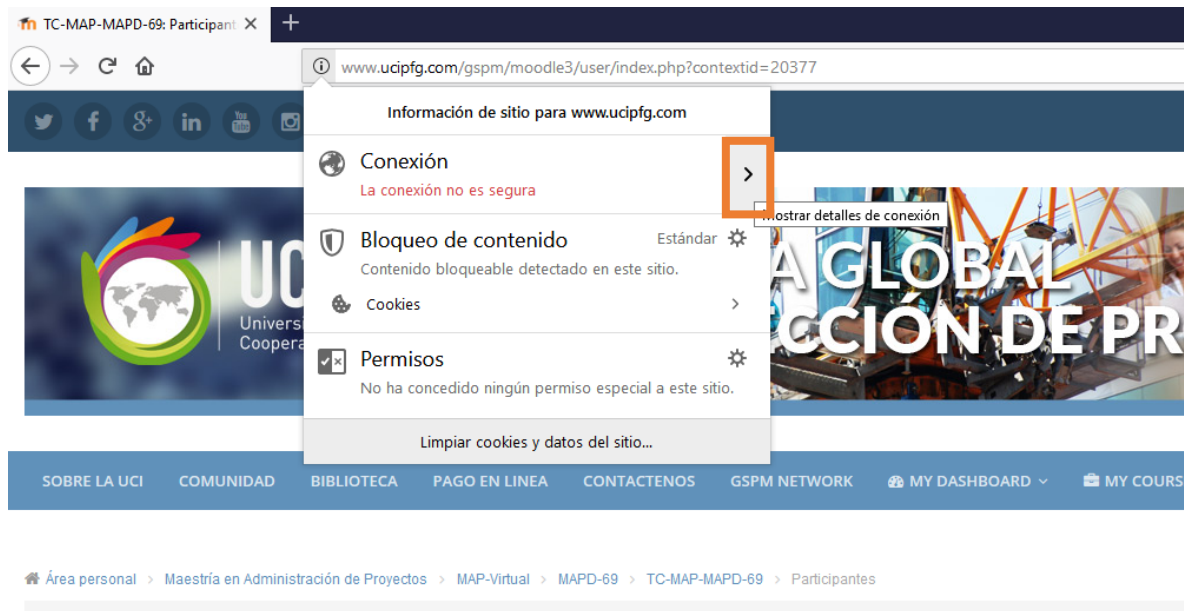 TC-MAP-MAPD-69: Participant
www.ucipfg.com/gspm/moodle3/user/index.php?contextid=20377
Información de sitio para www.ucipfg.com
Conexión
La conexión no es segura
Mostrar detalles de conexión
Bloqueo de contenido
Estándar
Contenido bloqueable detectado en este sitio.
Cookies
Permisos
No ha concedido ningún permiso especial a este sitio.
Limpiar cookies y datos del sitio...
You Tube
UC
Universi
Coopera
A GLOBAL
CCIÓN DE PR
SOBRE LA UCI COMUNIDAD BIBLIOTECA PAGO EN LINEA CONTACTENOS GSPM NETWORK MY DASHBOARD MY COURS
Área personal > Maestría en Administración de Proyectos > MAP-Virtual > MAPD-69 > TC-MAP-MAPD-69 > Participantes